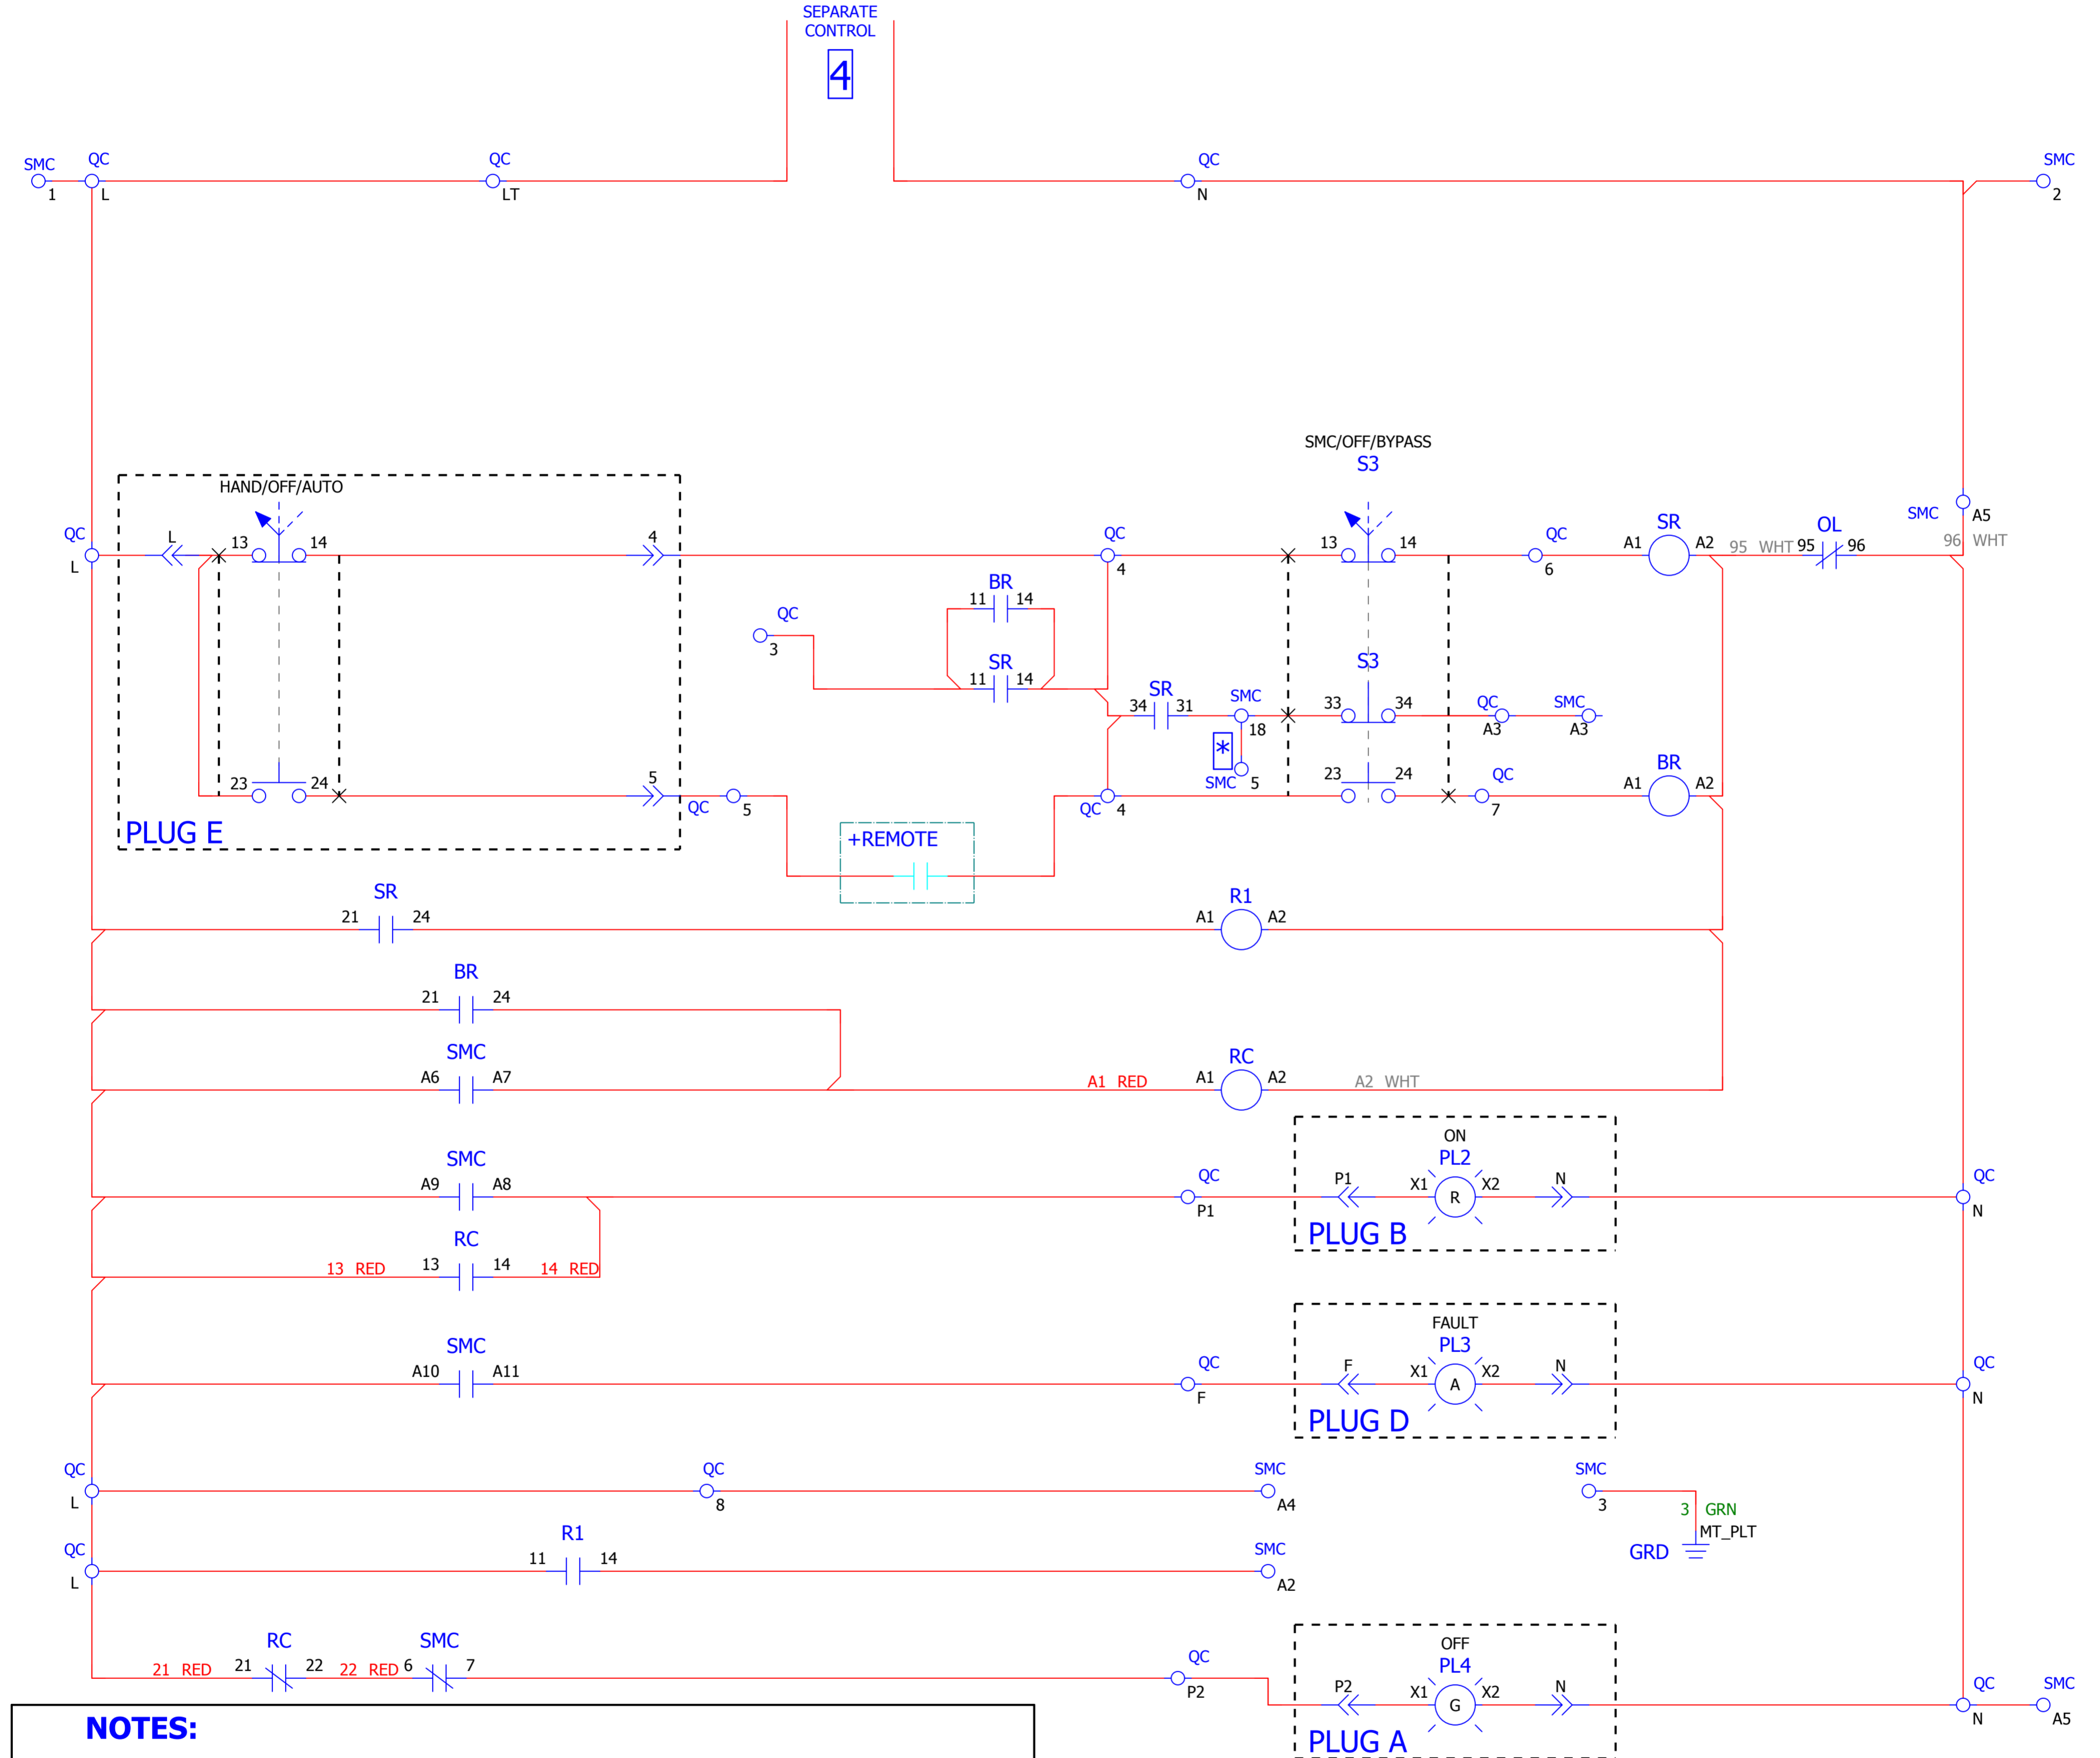 SEPARATE
CONTROL
4
SMC
1
QC
L
QC
LT
QC
N
SMC
2
SMC/OFF/BYPASS
S3
HAND/OFF/AUTO
QC
L
L
13
14
4
QC
4
13
14
QC
6
SR
A1
A2
95 WHT
95
OL
96
96 WHT
SMC
A5
BR
11
14
QC
3
SR
11
14
SR
34
31
SMC
18
*
SMC
5
S3
33
34
QC
A3
SMC
A3
23
24
5
PLUG E
QC
5
QC
4
23
24
QC
7
BR
A1
A2
+REMOTE
SR
21
24
R1
A1
A2
BR
21
24
SMC
A6
A7
A1 RED
RC
A1
A2
A2 WHT
SMC
A9
A8
QC
P1
ON
PL2
P1
X1
R
X2
N
PLUG B
QC
N
RC
13 RED
13
14
14 RED
SMC
A10
A11
QC
F
FAULT
PL3
F
X1
A
X2
N
PLUG D
QC
N
QC
L
QC
8
SMC
A4
SMC
3
3 GRN
MT_PLT
GRD
QC
L
R1
11
14
SMC
A2
RC
21 RED
21
22
22 RED
SMC
6
7
QC
P2
OFF
PL4
P2
X1
G
X2
N
PLUG A
QC
N
SMC
A5
NOTES: